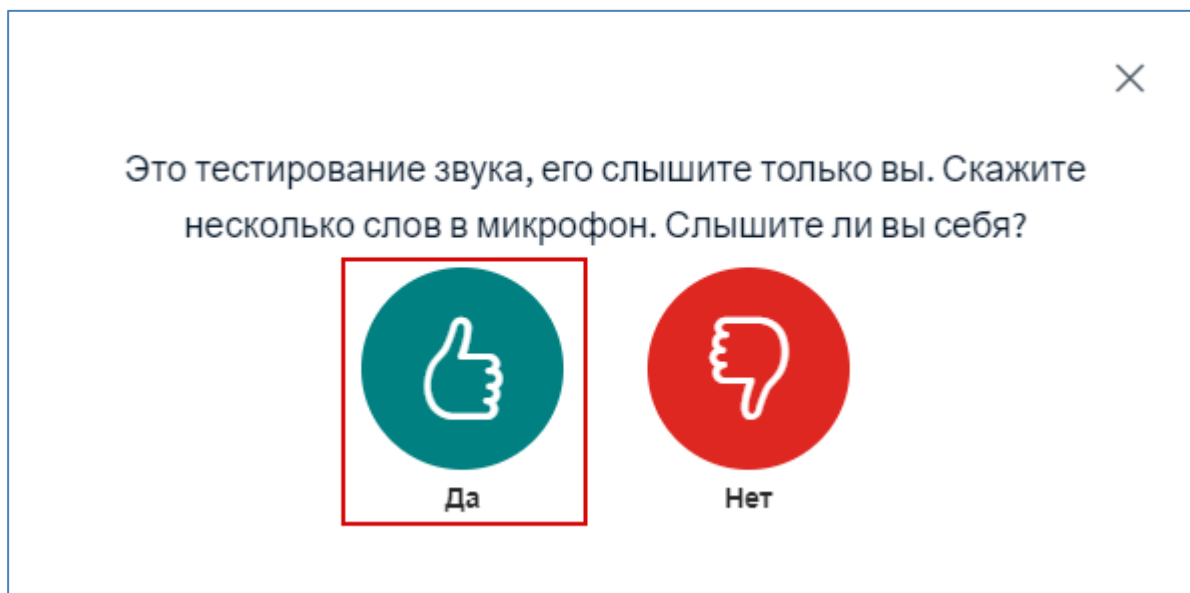 Это тестирование звука, его слышите только вы. Скажите
несколько слов в микрофон. Слышите ли вы себя?
Да
Нет